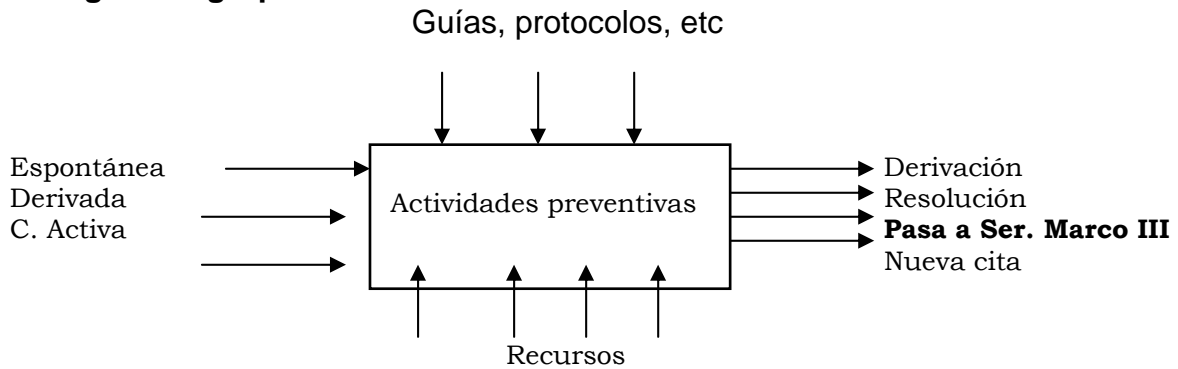 Guías, protocolos, etc
Espontánea
Derivada
C. Activa
Actividades preventivas
Derivación
Resolución
Pasa a Ser. Marco III
Nueva cita
Recursos